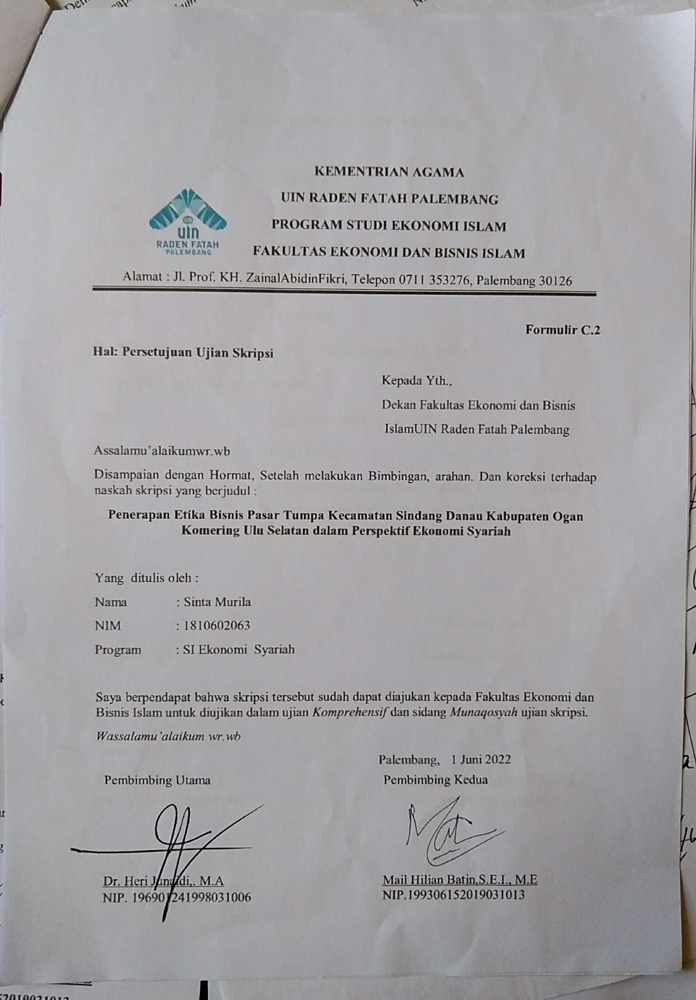 KEMENTRIAN AGAMA
UIN RADEN FATAH PALEMBANG
PROGRAM STUDI EKONOMI ISLAM
FAKULTAS EKONOMI DAN BISNIS ISLAM
uin
RADEN FATAH
PALEMBANG
Alamat : Jl. Prof. KH. ZainalAbidinFikri, Telepon 0711 353276, Palembang 30126
Formulir C.2
Hal: Persetujuan Ujian Skripsi
Kepada Yth.,
Dekan Fakultas Ekonomi dan Bisnis
IslamUIN Raden Fatah Palembang
Assalamu'alaikumwr.wb
Disampaian dengan Hormat, Setelah melakukan Bimbingan, arahan. Dan koreksi terhadap
naskah skripsi yang berjudul :
Penerapan Etika Bisnis Pasar Tumpa Kecamatan Sindang Danau Kabupaten Ogan
Komering Ulu Selatan dalam Perspektif Ekonomi Syariah
Yang ditulis oleh :
Nama : Sinta Murila
NIM : 1810602063
Program : SI Ekonomi Syariah
Saya berpendapat bahwa skripsi tersebut sudah dapat diajukan kepada Fakultas Ekonomi dan
Bisnis Islam untuk diujikan dalam ujian Komprehensif dan sidang Munaqosyah ujian skripsi.
Wassalamu'alaikum wr.wb
Palembang, 1 Juni 2022
Pembimbing Utama Pembimbing Kedua
Dr. Heri Junaidi,. M.A Mail Hilian Batin,S.E.I., M.E
NIP. 196901241998031006 NIP.199306152019031013